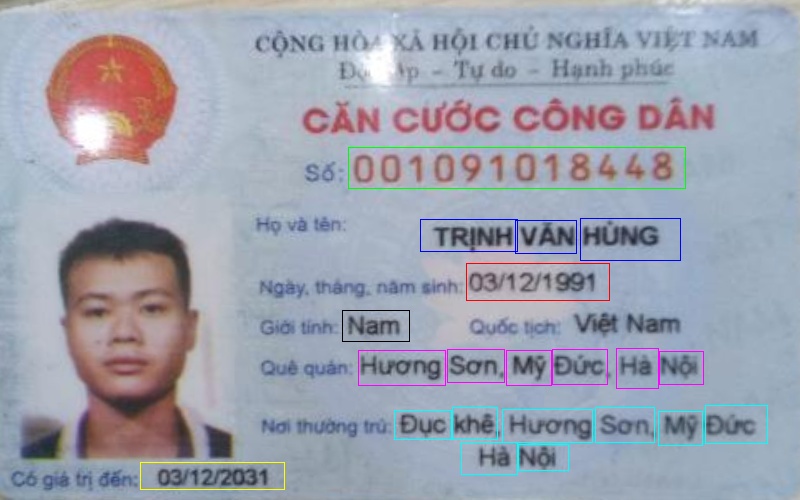 CỘNG HÒA XÃ HỘI CHỦ NGHĨA VIỆT NAM
Độc lập - Tự do - Hạnh phúc
CĂN CƯỚC CÔNG DÂN
Số: 001091018448
Họ và tên: TRỊNH VĂN HÙNG
Ngày, tháng, năm sinh: 03/12/1991
Giới tính: Nam Quốc tịch: Việt Nam
Quê quán: Hương Sơn, Mỹ Đức, Hà Nội
Nơi thường trú: Đục khê, Hương Sơn, Mỹ Đức
Hà Nội
Có giá trị đến: 03/12/2031